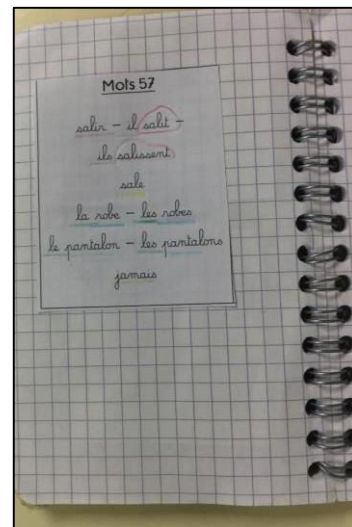 Mots 57
salir – il salit –
ils salissent
sale
la robe – les robes
le pantalon – les pantalons
jamais